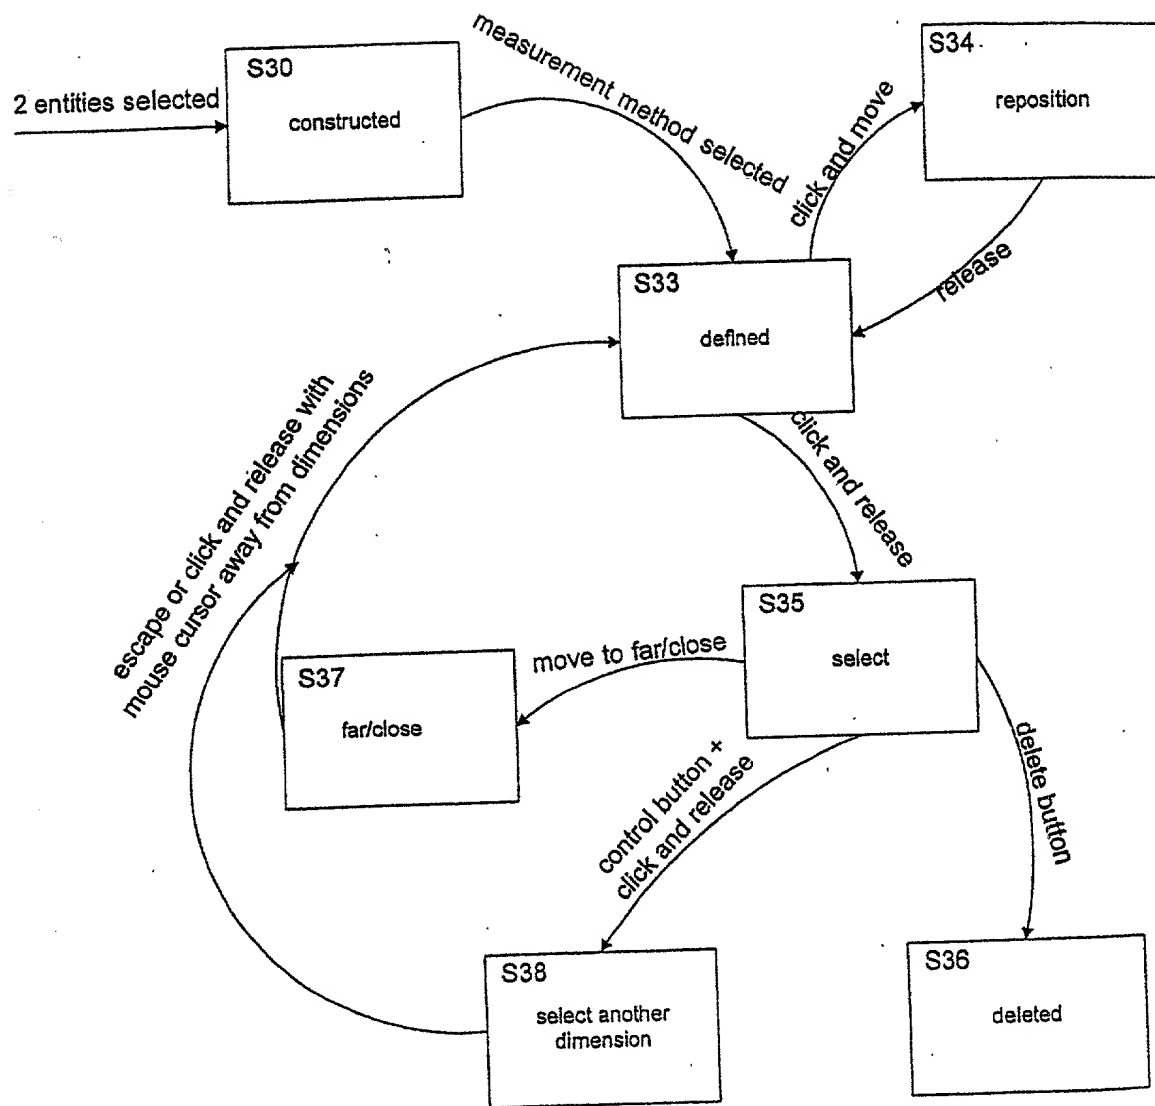 2 entities selected
S30
constructed
measurement method selected
S34
reposition
click and move
release
S33
defined
click and release
escape or click and release with
mouse cursor away from dimensions
S35
select
move to far/close
S37
far/close
control button +
click and release
delete button
S38
select another
dimension
S36
deleted